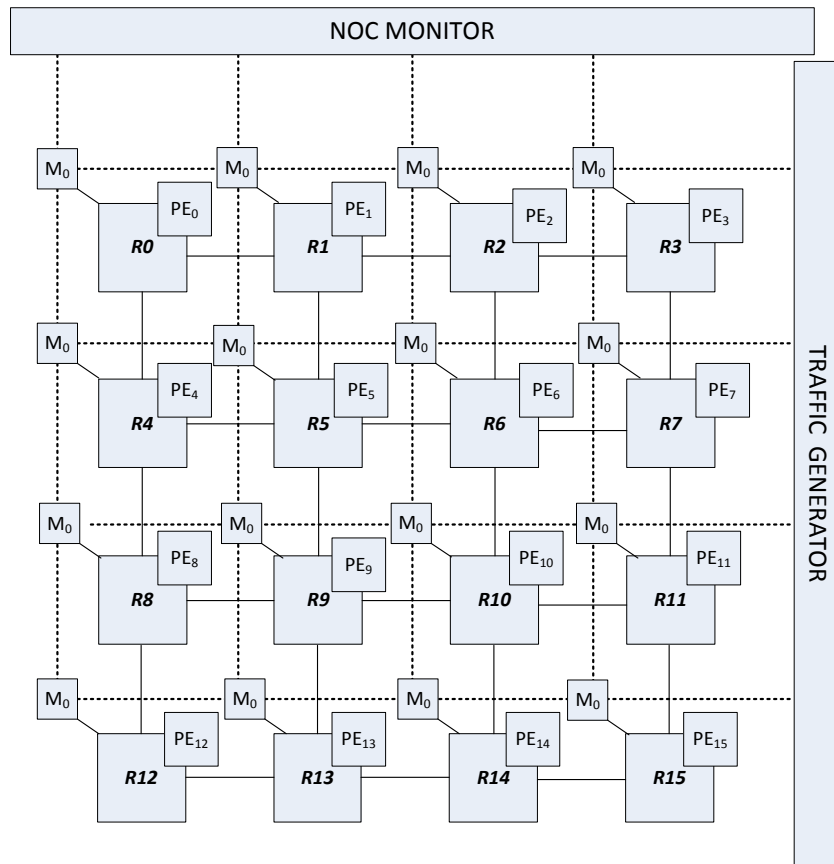 NOC MONITOR
M₀ M₀ M₀ M₀
PE₀ PE₁ PE₂ PE₃
R0 R1 R2 R3
M₀ M₀ M₀ M₀
PE₄ PE₅ PE₆ PE₇
R4 R5 R6 R7
M₀ M₀ M₀ M₀
PE₈ PE₉ PE₁₀ PE₁₁
R8 R9 R10 R11
M₀ M₀ M₀ M₀
PE₁₂ PE₁₃ PE₁₄ PE₁₅
R12 R13 R14 R15
TRAFFIC GENERATOR